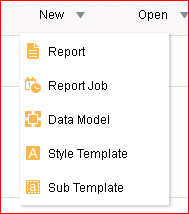 New Open
Report
Report Job
Data Model
Style Template
Sub Template